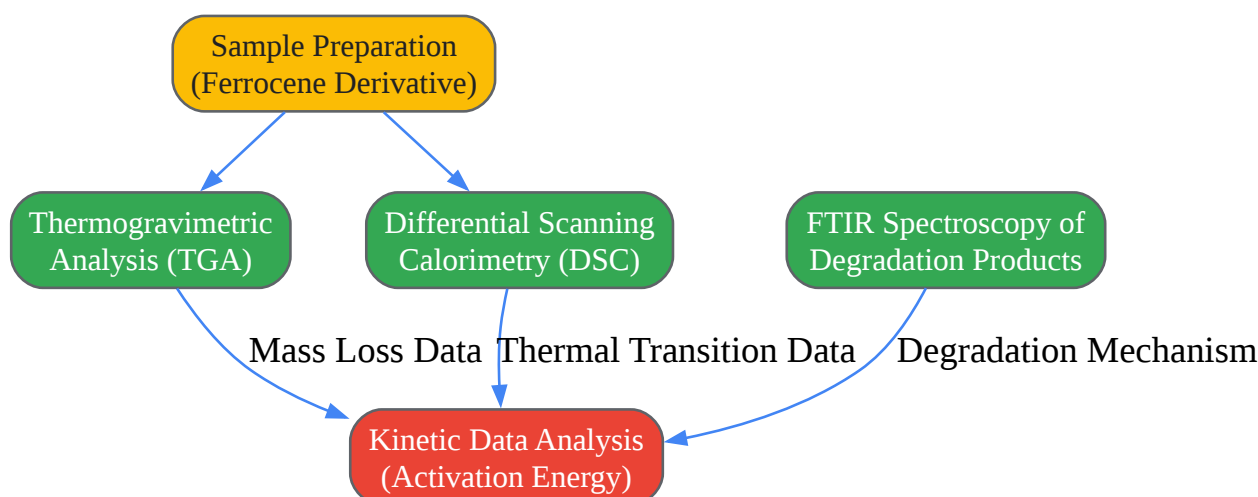 Sample Preparation
(Ferrocene Derivative)
Thermogravimetric
Analysis (TGA)
Differential Scanning
Calorimetry (DSC)
FTIR Spectroscopy of
Degradation Products
Mass Loss Data
Thermal Transition Data
Degradation Mechanism
Kinetic Data Analysis
(Activation Energy)